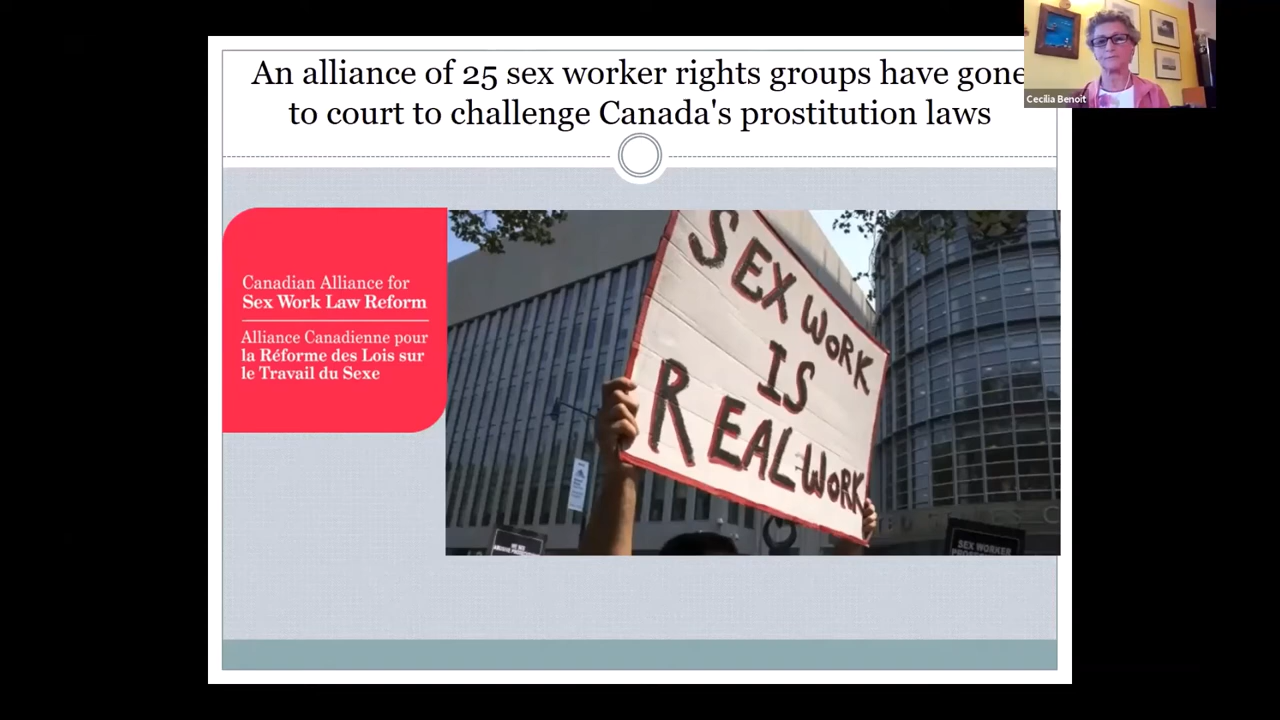 An alliance of 25 sex worker rights groups have gone
to court to challenge Canada's prostitution laws
Cecilia Benoit
Canadian Alliance for
Sex Work Law Reform
Alliance Canadienne pour
la Réforme des Lois sur
le Travail du Sexe
SEX WORK
IS
REAL WORK
SEX WORKER